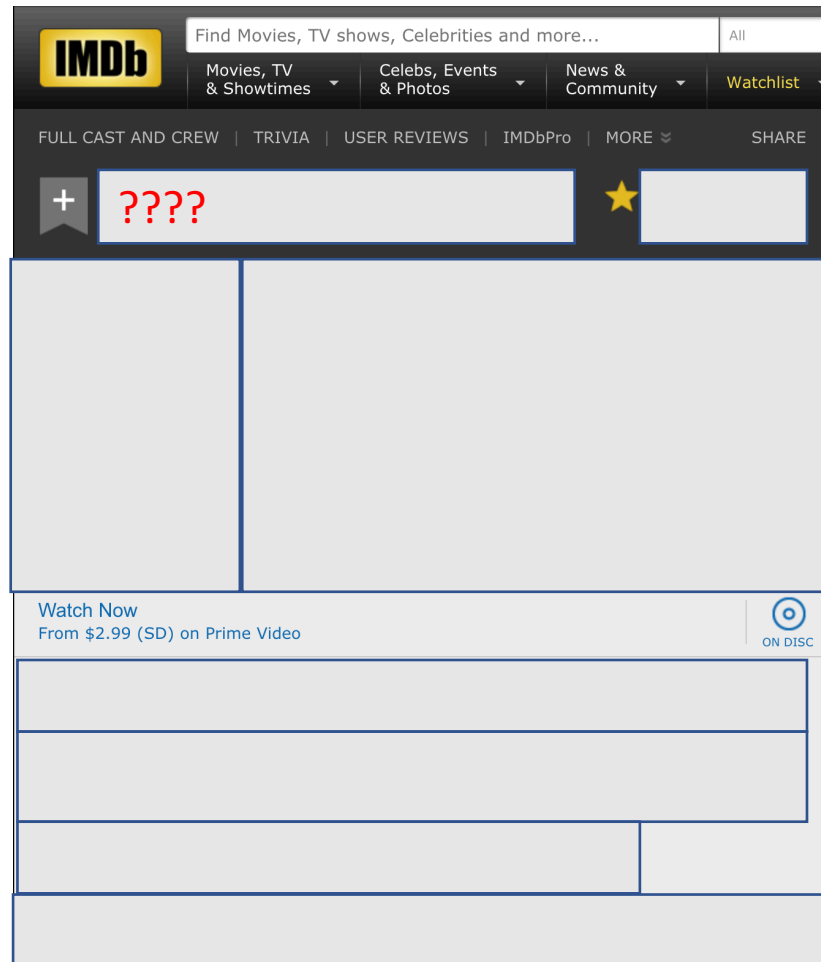 IMDb
Find Movies, TV shows, Celebrities and more...
All
Movies, TV
& Showtimes
Celebs, Events
& Photos
News &
Community
Watchlist
FULL CAST AND CREW | TRIVIA | USER REVIEWS | IMDbPro | MORE
SHARE
+
????
Watch Now
From $2.99 (SD) on Prime Video
ON DISC